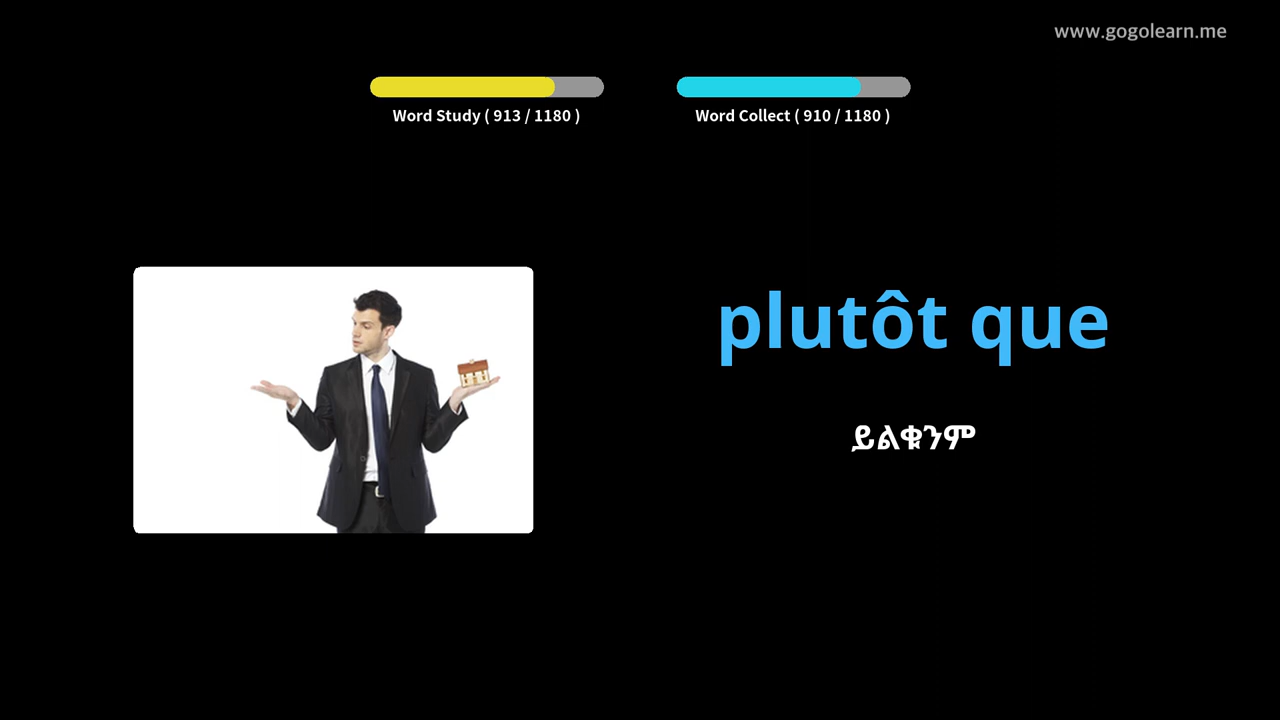 www.gogolearn.me
Word Study ( 913 / 1180 )
Word Collect ( 910 / 1180 )
plutôt que
ይልቁንም